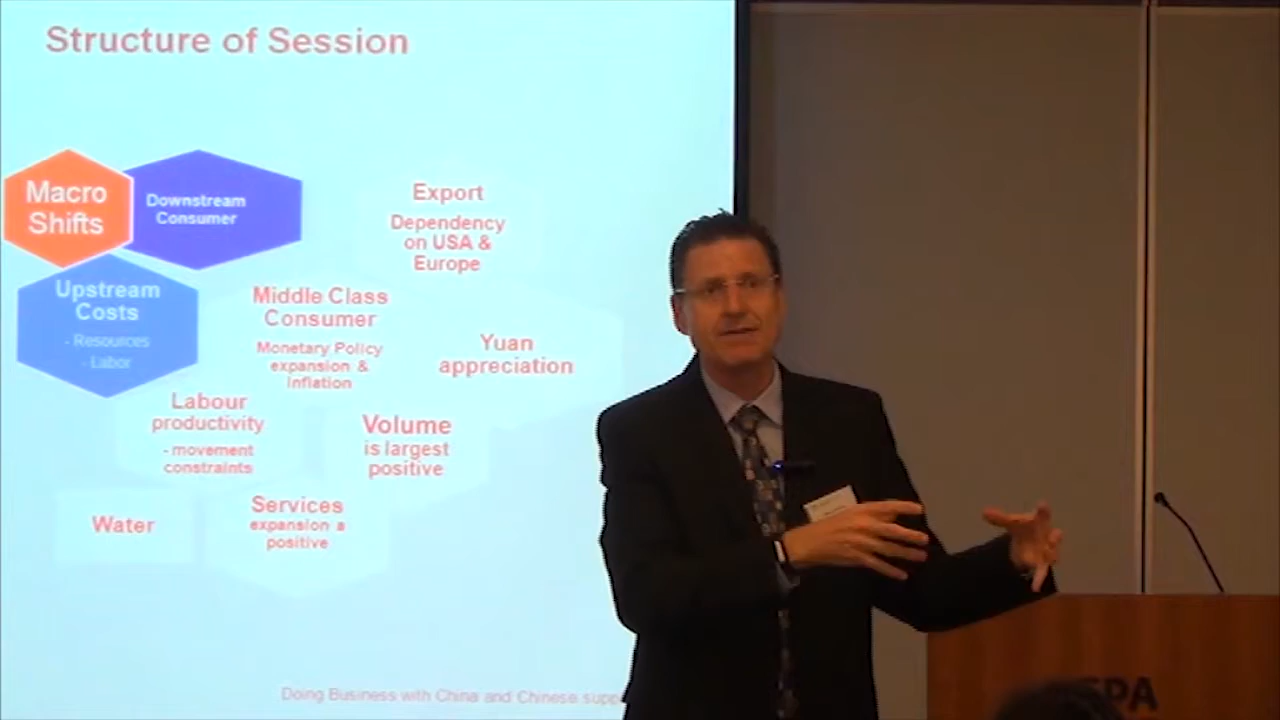 Structure of Session
Macro
Shifts
Downstream
Consumer
Export
Dependency
on USA &
Europe
Upstream
Costs
- Resources
- Labor
Middle Class
Consumer
Monetary Policy
expansion &
Inflation
Yuan
appreciation
Labour
productivity
- movement
constraints
Volume
is largest
positive
Water
Services
expansion a
positive
Doing Business with China and Chinese
PA